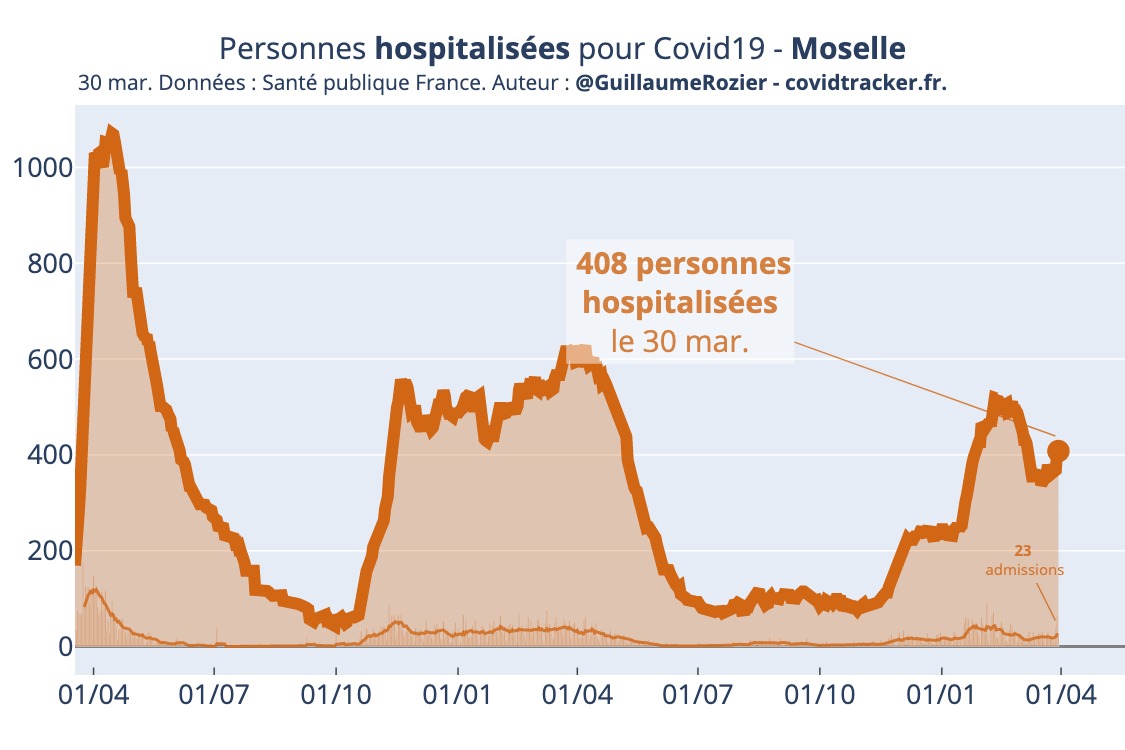 Personnes hospitalisées pour Covid19 - Moselle
30 mar. Données : Santé publique France. Auteur : @GuillaumeRozier - covidtracker.fr.
1000
800
600
400
200
0
408 personnes
hospitalisées
le 30 mar.
23
admissions
01/04 01/07 01/10 01/01 01/04 01/07 01/10 01/01 01/04